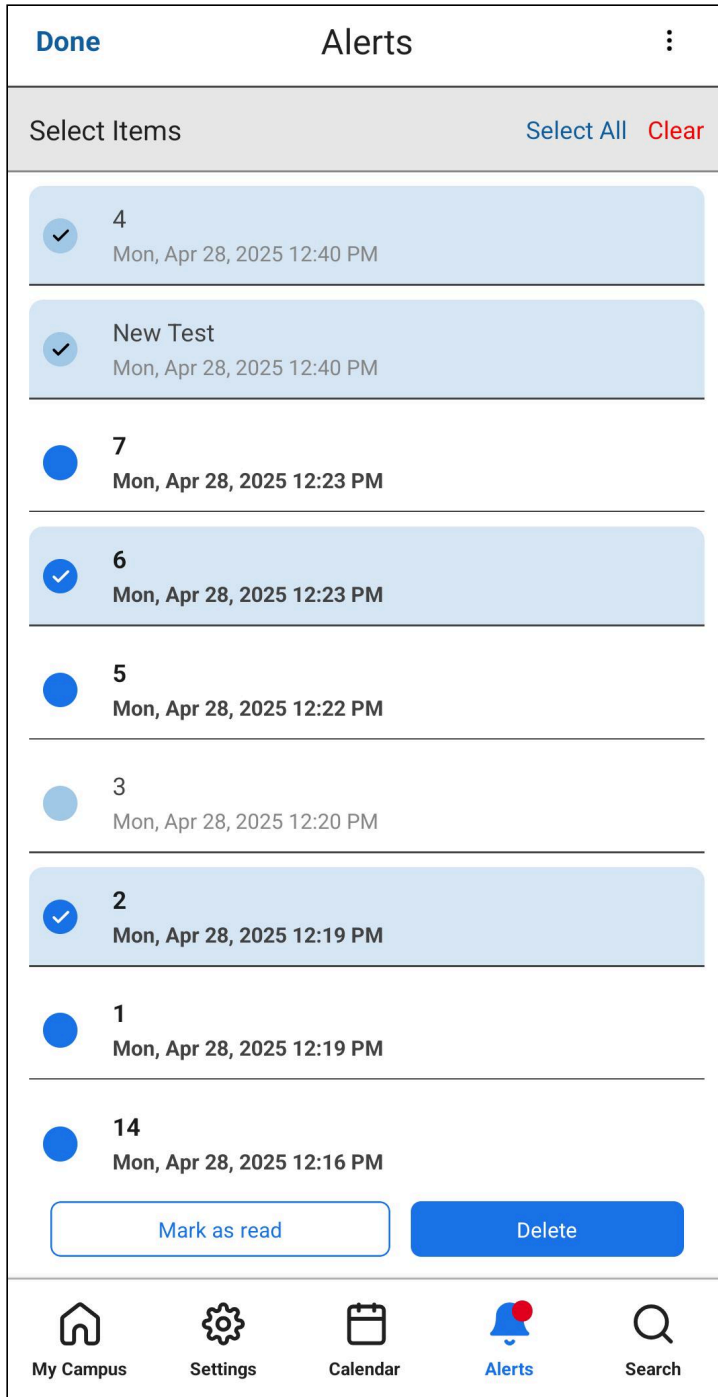 Done Alerts
Select Items Select All Clear
4
Mon, Apr 28, 2025 12:40 PM
New Test
Mon, Apr 28, 2025 12:40 PM
7
Mon, Apr 28, 2025 12:23 PM
6
Mon, Apr 28, 2025 12:23 PM
5
Mon, Apr 28, 2025 12:22 PM
3
Mon, Apr 28, 2025 12:20 PM
2
Mon, Apr 28, 2025 12:19 PM
1
Mon, Apr 28, 2025 12:19 PM
14
Mon, Apr 28, 2025 12:16 PM
Mark as read Delete
My Campus Settings Calendar Alerts Search